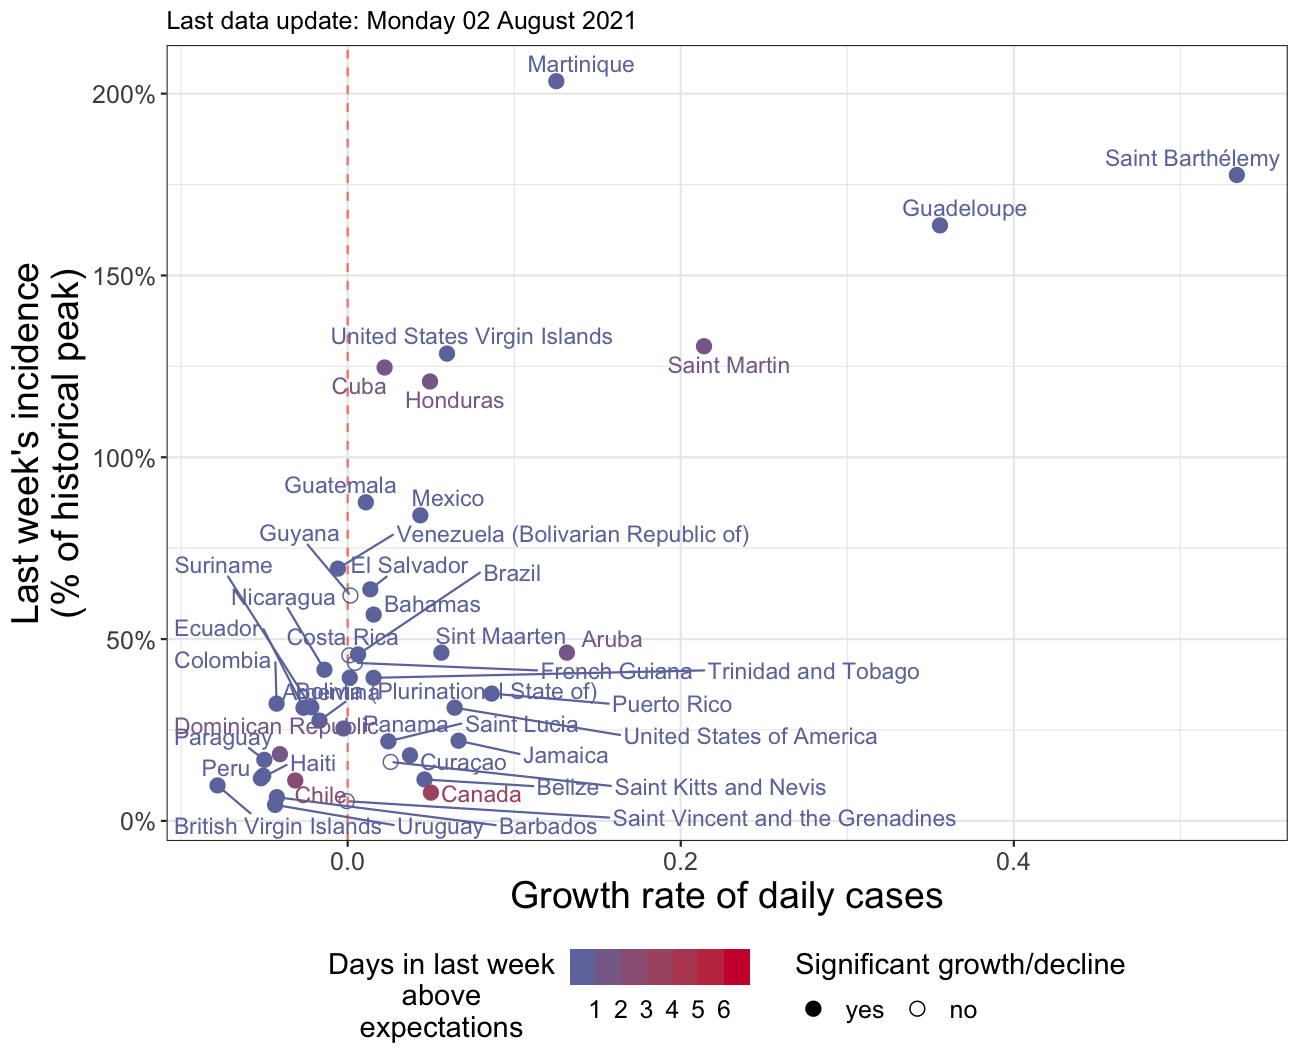 Last data update: Monday 02 August 2021
Last week's incidence
(% of historical peak)
200%
150%
100%
50%
0%
Martinique
Saint Barthélemy
Guadeloupe
United States Virgin Islands
Saint Martin
Cuba
Honduras
Guatemala
Mexico
Guyana
Venezuela (Bolivarian Republic of)
Suriname
El Salvador
Brazil
Nicaragua
Bahamas
Ecuador
Costa Rica
Sint Maarten
Aruba
Colombia
French Guiana
Trinidad and Tobago
Argentina
Bolivia (Plurinational State of)
Puerto Rico
Dominican Republic
Panama
Saint Lucia
United States of America
Paraguay
Jamaica
Peru
Haiti
Curaçao
Chile
Canada
Belize
Saint Kitts and Nevis
British Virgin Islands
Uruguay
Barbados
Saint Vincent and the Grenadines
0.0
0.2
0.4
Growth rate of daily cases
Days in last week
above
expectations
1 2 3 4 5 6
Significant growth/decline
yes
no